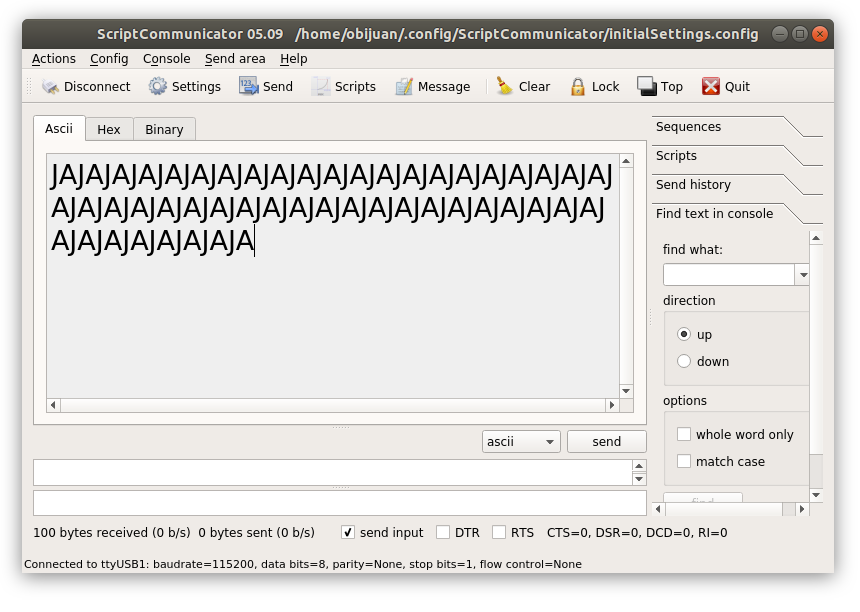 ScriptCommunicator 05.09 /home/obijuan/.config/ScriptCommunicator/initialSettings.config
Actions Config Console Send area Help
Disconnect Settings Send Scripts Message Clear Lock Top Quit
Ascii Hex Binary
JAJAJAJAJAJAJAJAJAJAJAJAJAJAJAJAJAJAJAJAJAJ
AJAJAJAJAJAJAJAJAJAJAJAJAJAJAJAJAJAJAJAJAJ
AJAJAJAJAJAJAJA
Sequences
Scripts
Send history
Find text in console
find what:
direction
up
down
options
whole word only
match case
find
ascii send
100 bytes received (0 b/s) 0 bytes sent (0 b/s) send input DTR RTS CTS=0, DSR=0, DCD=0, RI=0
Connected to ttyUSB1: baudrate=115200, data bits=8, parity=None, stop bits=1, flow control=None